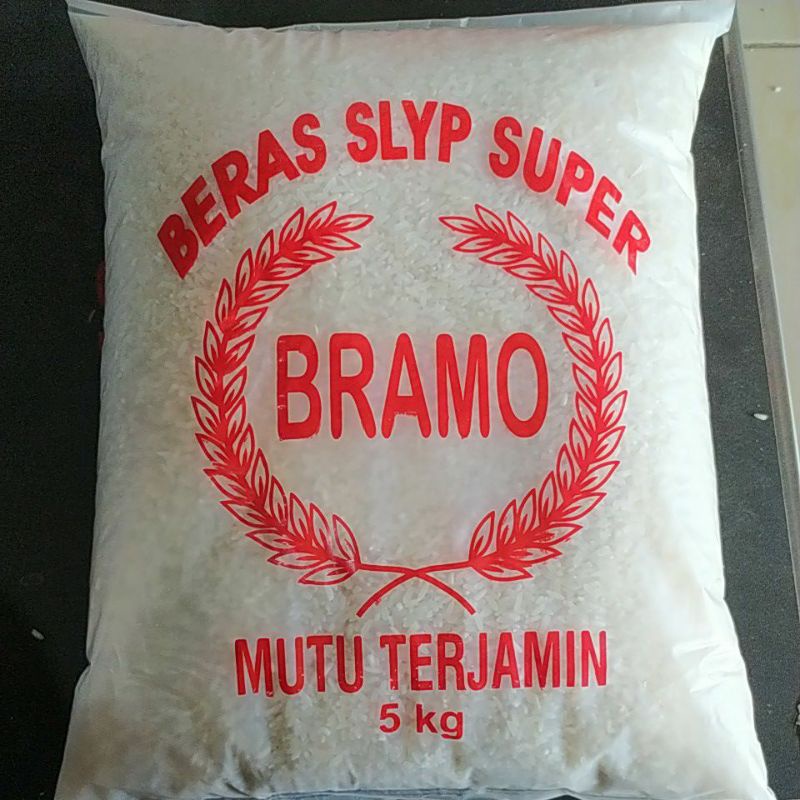 BERAS SLYP SUPER
BRAMO
MUTU TERJAMIN
5 kg